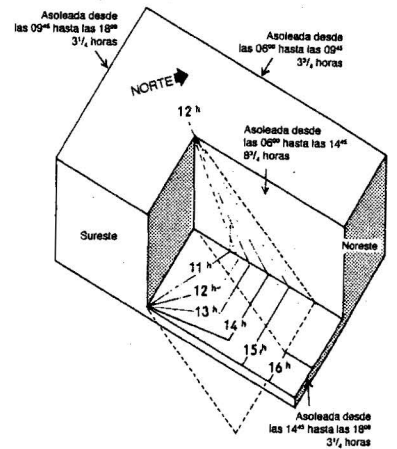 Asoleada desde
las 09⁴⁵ hasta las 18⁰⁰
3¹/₄ horas
Asoleada desde
las 06⁰⁰ hasta las 09⁴⁵
3³/₄ horas
NORTE
12 h
Asoleada desde
las 06⁰⁰ hasta las 14⁴⁵
8³/₄ horas
Sureste
Noreste
11 h
12 h
13 h
14 h
15 h
16 h
Asoleada desde
las 14⁴⁵ hasta las 18⁰⁰
3¹/₄ horas